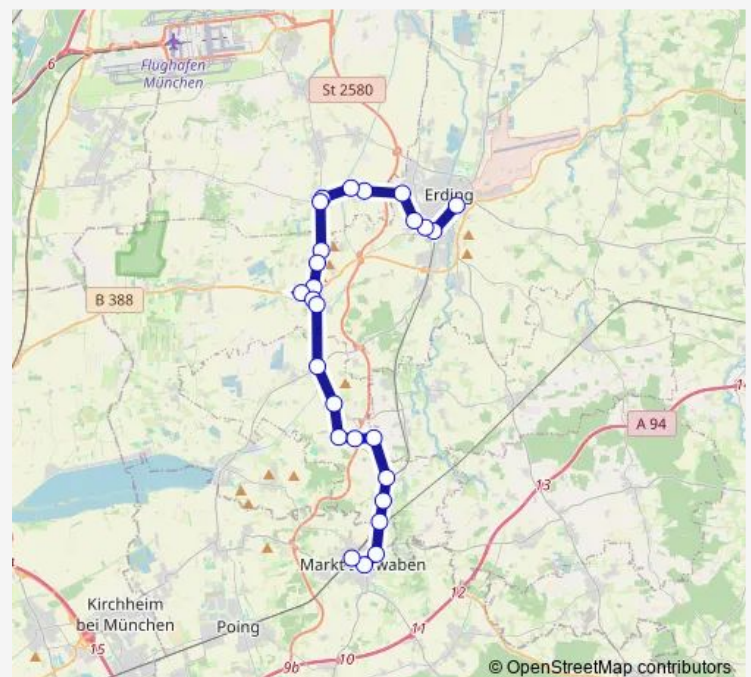 6
Flughafen
München
St 2580
Erding
B 388
A 94
13
Markt
waben
12
Kirchheim
bei München
Poing
15
11
10
9b
© OpenStreetMap contributors